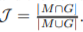 𝒥 = |M∩G| / |M∪G|.